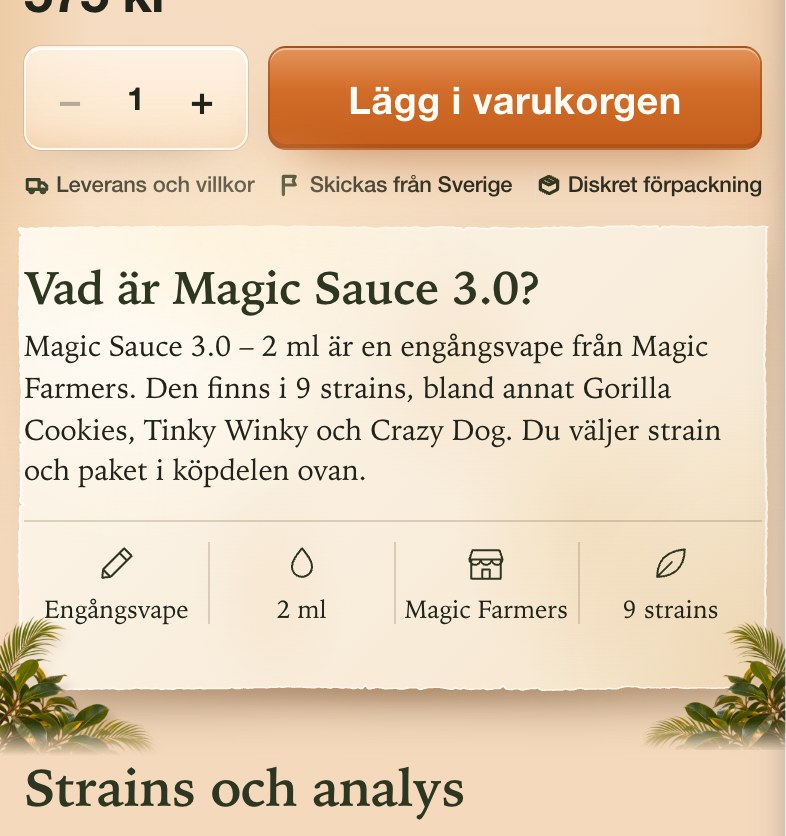 575 kr
− 1 +
Lägg i varukorgen
Leverans och villkor
Skickas från Sverige
Diskret förpackning
Vad är Magic Sauce 3.0?
Magic Sauce 3.0 – 2 ml är en engångsvape från Magic
Farmers. Den finns i 9 strains, bland annat Gorilla
Cookies, Tinky Winky och Crazy Dog. Du väljer strain
och paket i köpdelen ovan.
Engångsvape
2 ml
Magic Farmers
9 strains
Strains och analys